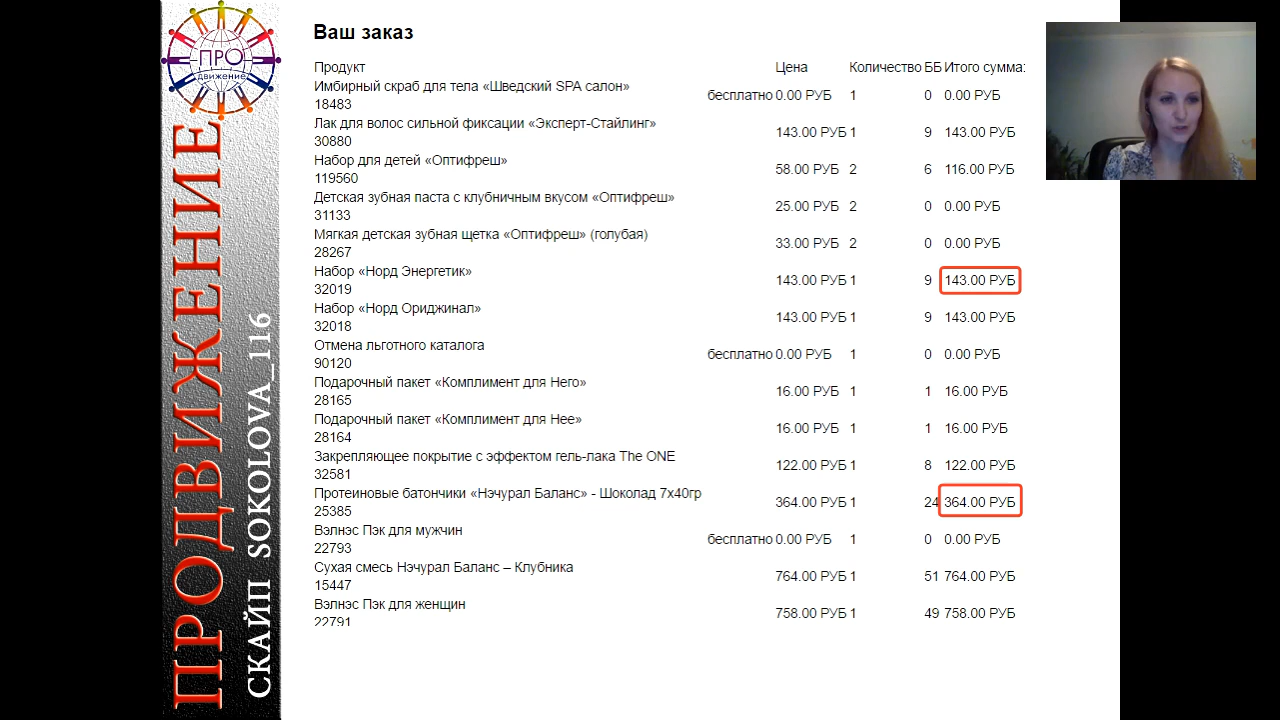 ПРО
движение
ПРОДВИЖЕНИЕ
СКАЙП SOKOLOVA_116
Ваш заказ
Продукт Цена Количество ББ Итого сумма:
Имбирный скраб для тела «Шведский SPA салон»
18483 бесплатно 0.00 РУБ 1 0 0.00 РУБ
Лак для волос сильной фиксации «Эксперт-Стайлинг»
30880 143.00 РУБ 1 9 143.00 РУБ
Набор для детей «Оптифреш»
119560 58.00 РУБ 2 6 116.00 РУБ
Детская зубная паста с клубничным вкусом «Оптифреш»
31133 25.00 РУБ 2 0 0.00 РУБ
Мягкая детская зубная щетка «Оптифреш» (голубая)
28267 33.00 РУБ 2 0 0.00 РУБ
Набор «Норд Энергетик»
32019 143.00 РУБ 1 9 143.00 РУБ
Набор «Норд Ориджинал»
32018 143.00 РУБ 1 9 143.00 РУБ
Отмена льготного каталога
90120 бесплатно 0.00 РУБ 1 0 0.00 РУБ
Подарочный пакет «Комплимент для Него»
28165 16.00 РУБ 1 1 16.00 РУБ
Подарочный пакет «Комплимент для Нее»
28164 16.00 РУБ 1 1 16.00 РУБ
Закрепляющее покрытие с эффектом гель-лака The ONE
32581 122.00 РУБ 1 8 122.00 РУБ
Протеиновые батончики «Нэчурал Баланс» - Шоколад 7х40гр
25385 364.00 РУБ 1 24 364.00 РУБ
Вэлнэс Пэк для мужчин
22793 бесплатно 0.00 РУБ 1 0 0.00 РУБ
Сухая смесь Нэчурал Баланс – Клубника
15447 764.00 РУБ 1 51 764.00 РУБ
Вэлнэс Пэк для женщин
22791 758.00 РУБ 1 49 758.00 РУБ